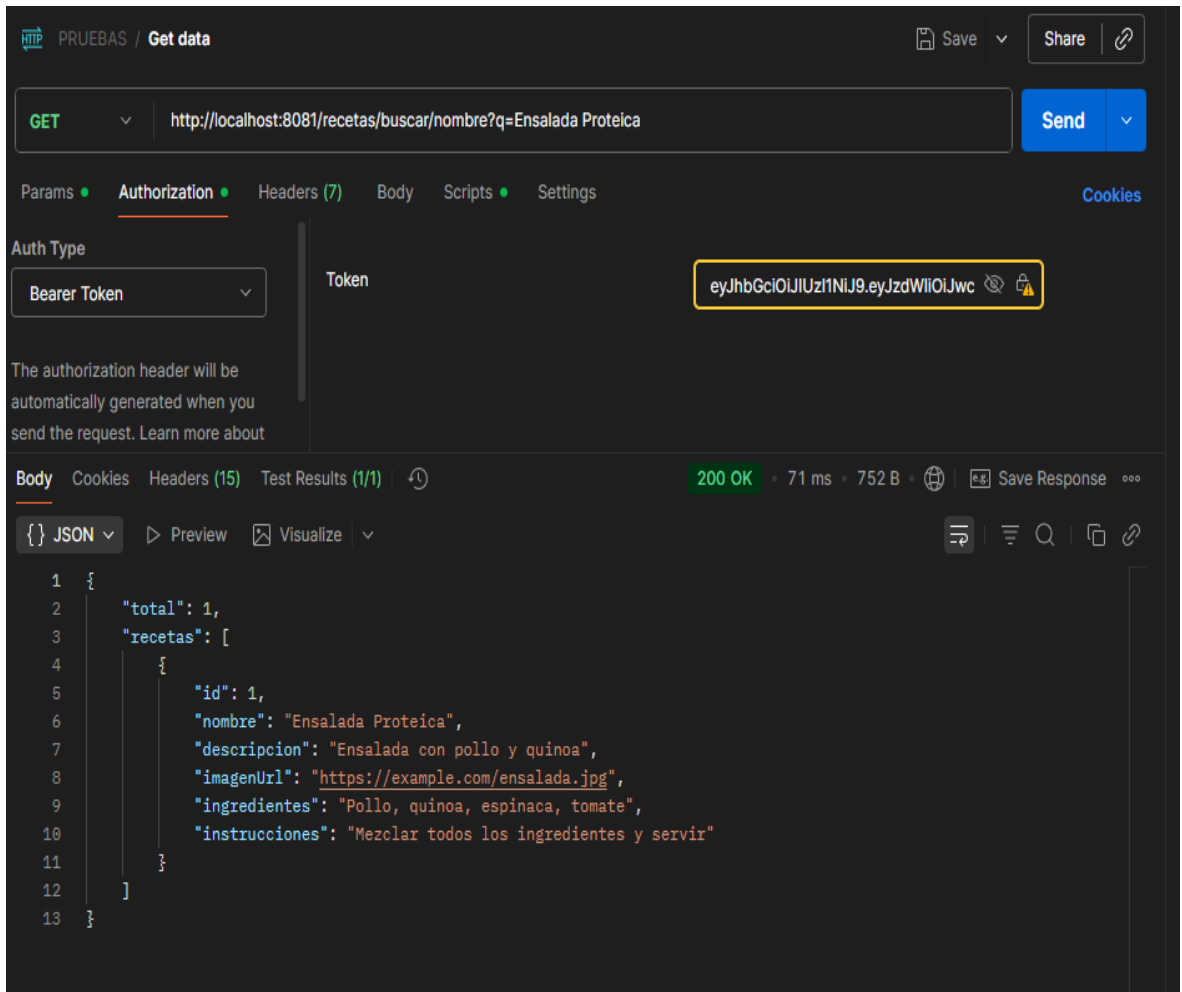 HTTP PRUEBAS / Get data Save Share
GET http://localhost:8081/recetas/buscar/nombre?q=Ensalada Proteica Send
Params Authorization Headers (7) Body Scripts Settings Cookies
Auth Type
Bearer Token
Token eyJhbGciOiJIUzI1NiJ9.eyJzdWIiOiJwc
The authorization header will be
automatically generated when you
send the request. Learn more about
Body Cookies Headers (15) Test Results (1/1) 200 OK • 71 ms • 752 B • e.g. Save Response
{} JSON Preview Visualize
1 {
2 "total": 1,
3 "recetas": [
4 {
5 "id": 1,
6 "nombre": "Ensalada Proteica",
7 "descripcion": "Ensalada con pollo y quinoa",
8 "imagenUrl": "https://example.com/ensalada.jpg",
9 "ingredientes": "Pollo, quinoa, espinaca, tomate",
10 "instrucciones": "Mezclar todos los ingredientes y servir"
11 }
12 ]
13 }